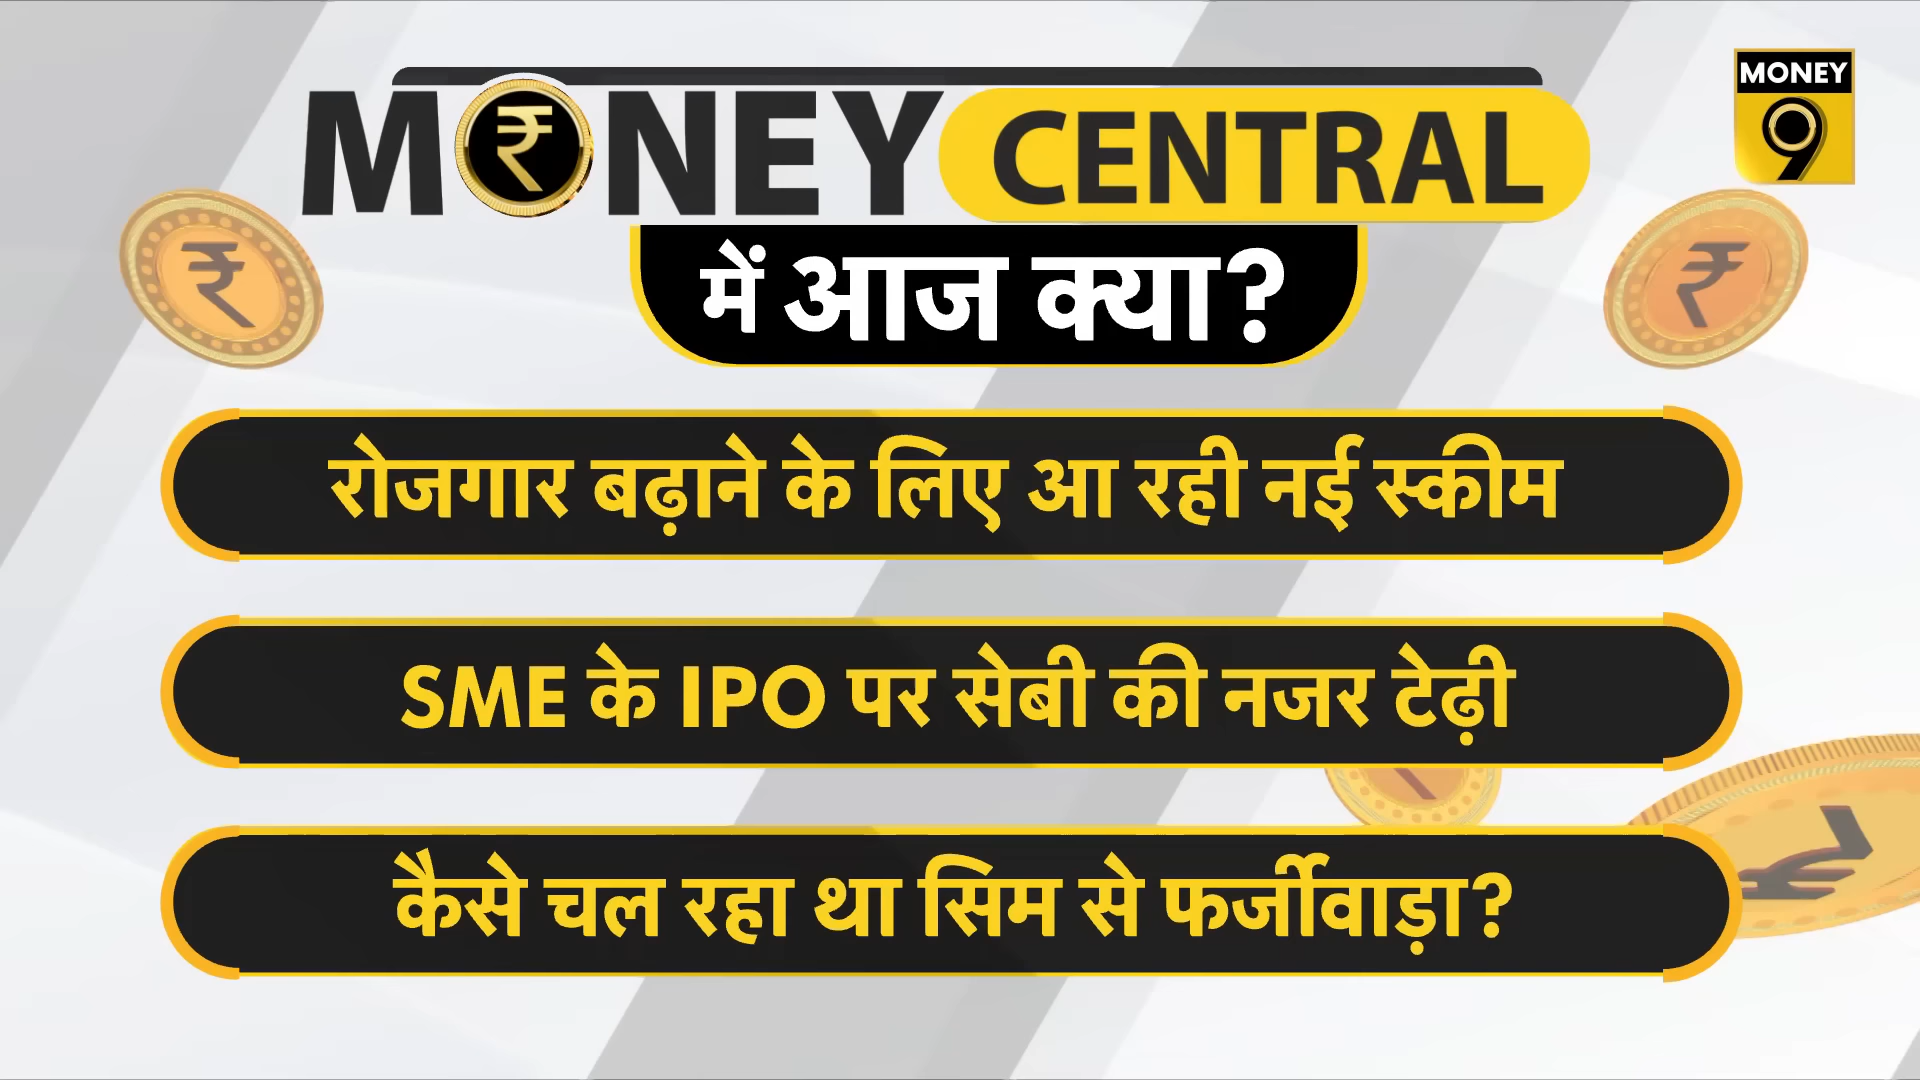 MONEY CENTRAL
MONEY
9
में आज क्या?
रोजगार बढ़ाने के लिए आ रही नई स्कीम
SME के IPO पर सेबी की नजर टेढ़ी
कैसे चल रहा था सिम से फर्जीवाड़ा?